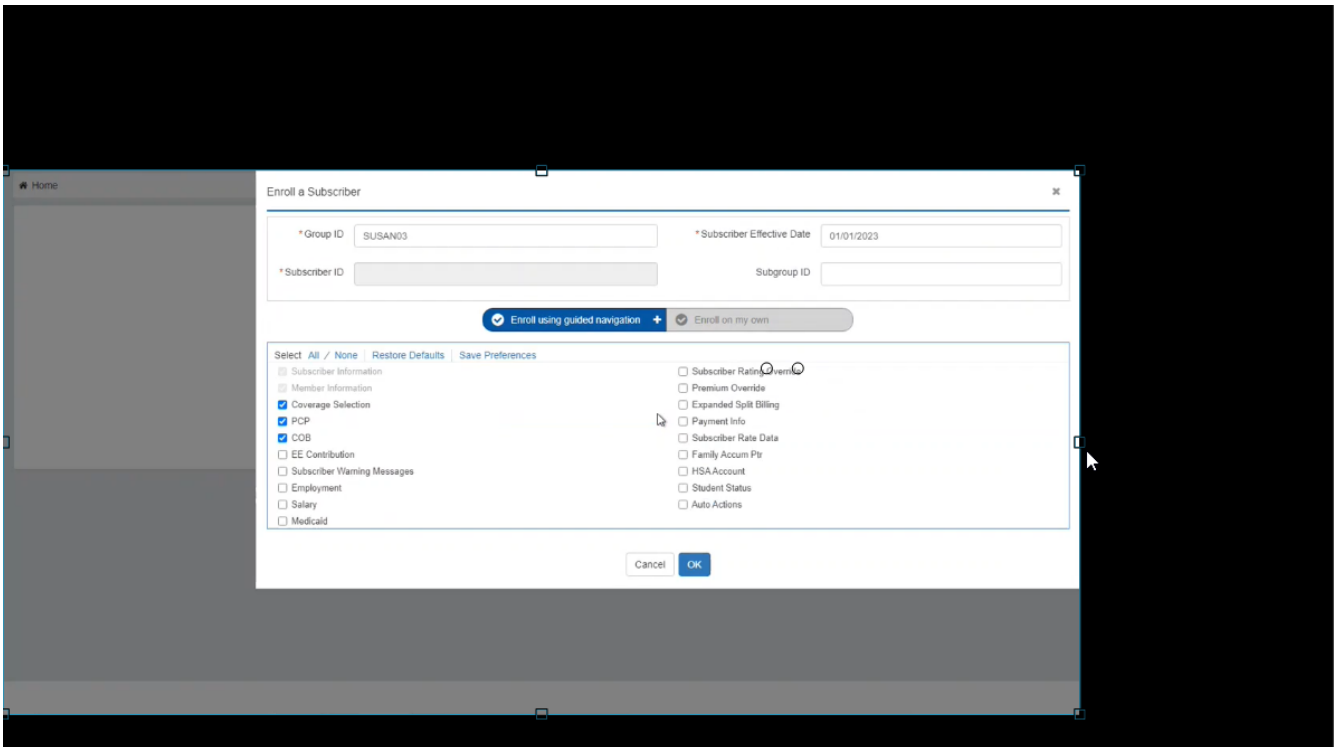 Home
Enroll a Subscriber
* Group ID SUSAN03 * Subscriber Effective Date 01/01/2023
* Subscriber ID Subgroup ID
Enroll using guided navigation + Enroll on my own
Select All / None Restore Defaults Save Preferences
Subscriber Information Subscriber Rating Override
Member Information Premium Override
Coverage Selection Expanded Split Billing
PCP Payment Info
COB Subscriber Rate Data
EE Contribution Family Accum Ptr
Subscriber Warning Messages HSA Account
Employment Student Status
Salary Auto Actions
Medicaid
Cancel OK